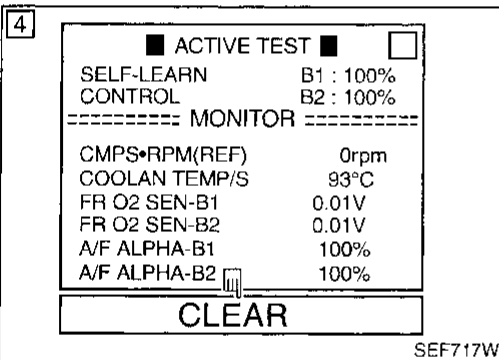 4
■ ACTIVE TEST ■
SELF-LEARN B1 : 100%
CONTROL B2 : 100%
========= MONITOR =========
CMPS•RPM(REF) 0rpm
COOLAN TEMP/S 93°C
FR O2 SEN-B1 0.01V
FR O2 SEN-B2 0.01V
A/F ALPHA-B1 100%
A/F ALPHA-B2 100%
CLEAR
SEF717W